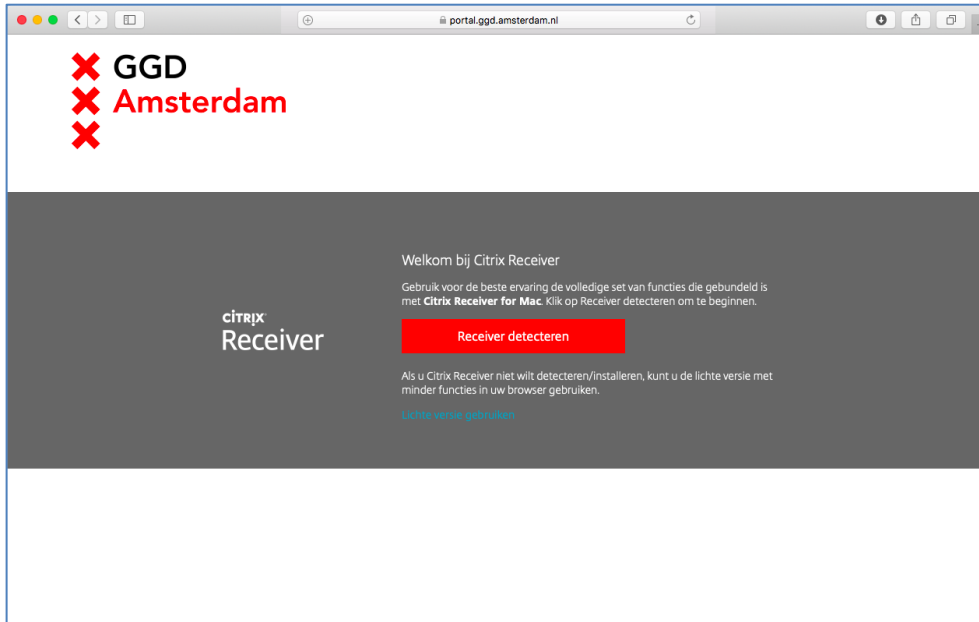 portal.ggd.amsterdam.nl
GGD
Amsterdam
Welkom bij Citrix Receiver
Gebruik voor de beste ervaring de volledige set van functies die gebundeld is
met Citrix Receiver for Mac. Klik op Receiver detecteren om te beginnen.
CITRIX
Receiver
Receiver detecteren
Als u Citrix Receiver niet wilt detecteren/installeren, kunt u de lichte versie met
minder functies in uw browser gebruiken.
Lichte versie gebruiken